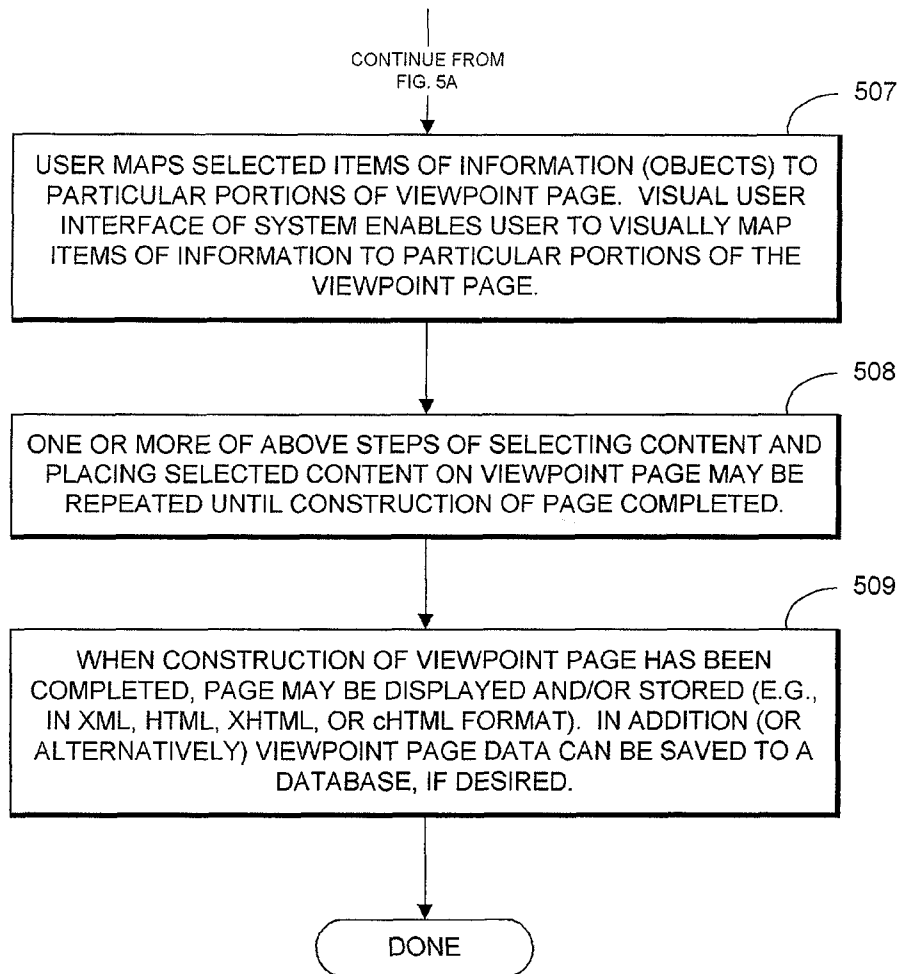 CONTINUE FROM
FIG. 5A
507
USER MAPS SELECTED ITEMS OF INFORMATION (OBJECTS) TO
PARTICULAR PORTIONS OF VIEWPOINT PAGE. VISUAL USER
INTERFACE OF SYSTEM ENABLES USER TO VISUALLY MAP
ITEMS OF INFORMATION TO PARTICULAR PORTIONS OF THE
VIEWPOINT PAGE.
508
ONE OR MORE OF ABOVE STEPS OF SELECTING CONTENT AND
PLACING SELECTED CONTENT ON VIEWPOINT PAGE MAY BE
REPEATED UNTIL CONSTRUCTION OF PAGE COMPLETED.
509
WHEN CONSTRUCTION OF VIEWPOINT PAGE HAS BEEN
COMPLETED, PAGE MAY BE DISPLAYED AND/OR STORED (E.G.,
IN XML, HTML, XHTML, OR cHTML FORMAT). IN ADDITION (OR
ALTERNATIVELY) VIEWPOINT PAGE DATA CAN BE SAVED TO A
DATABASE, IF DESIRED.
DONE